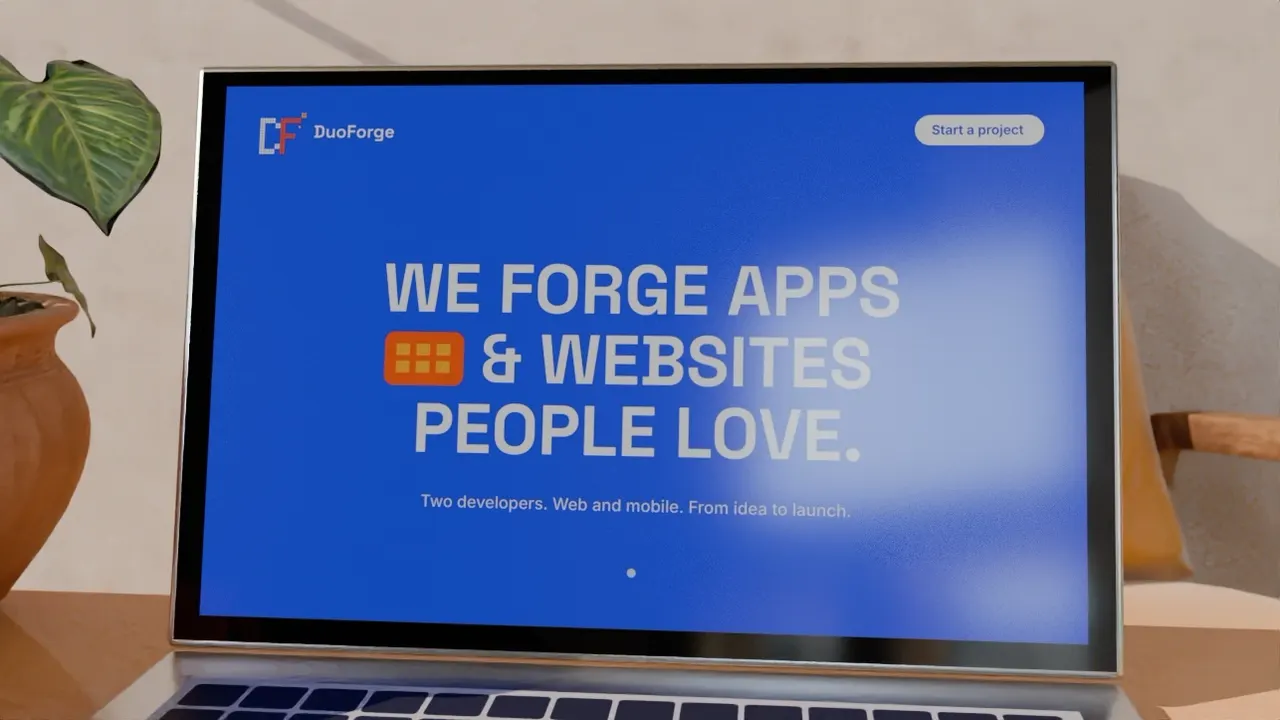 DF DuoForge
Start a project
WE FORGE APPS
& WEBSITES
PEOPLE LOVE.
Two developers. Web and mobile. From idea to launch.